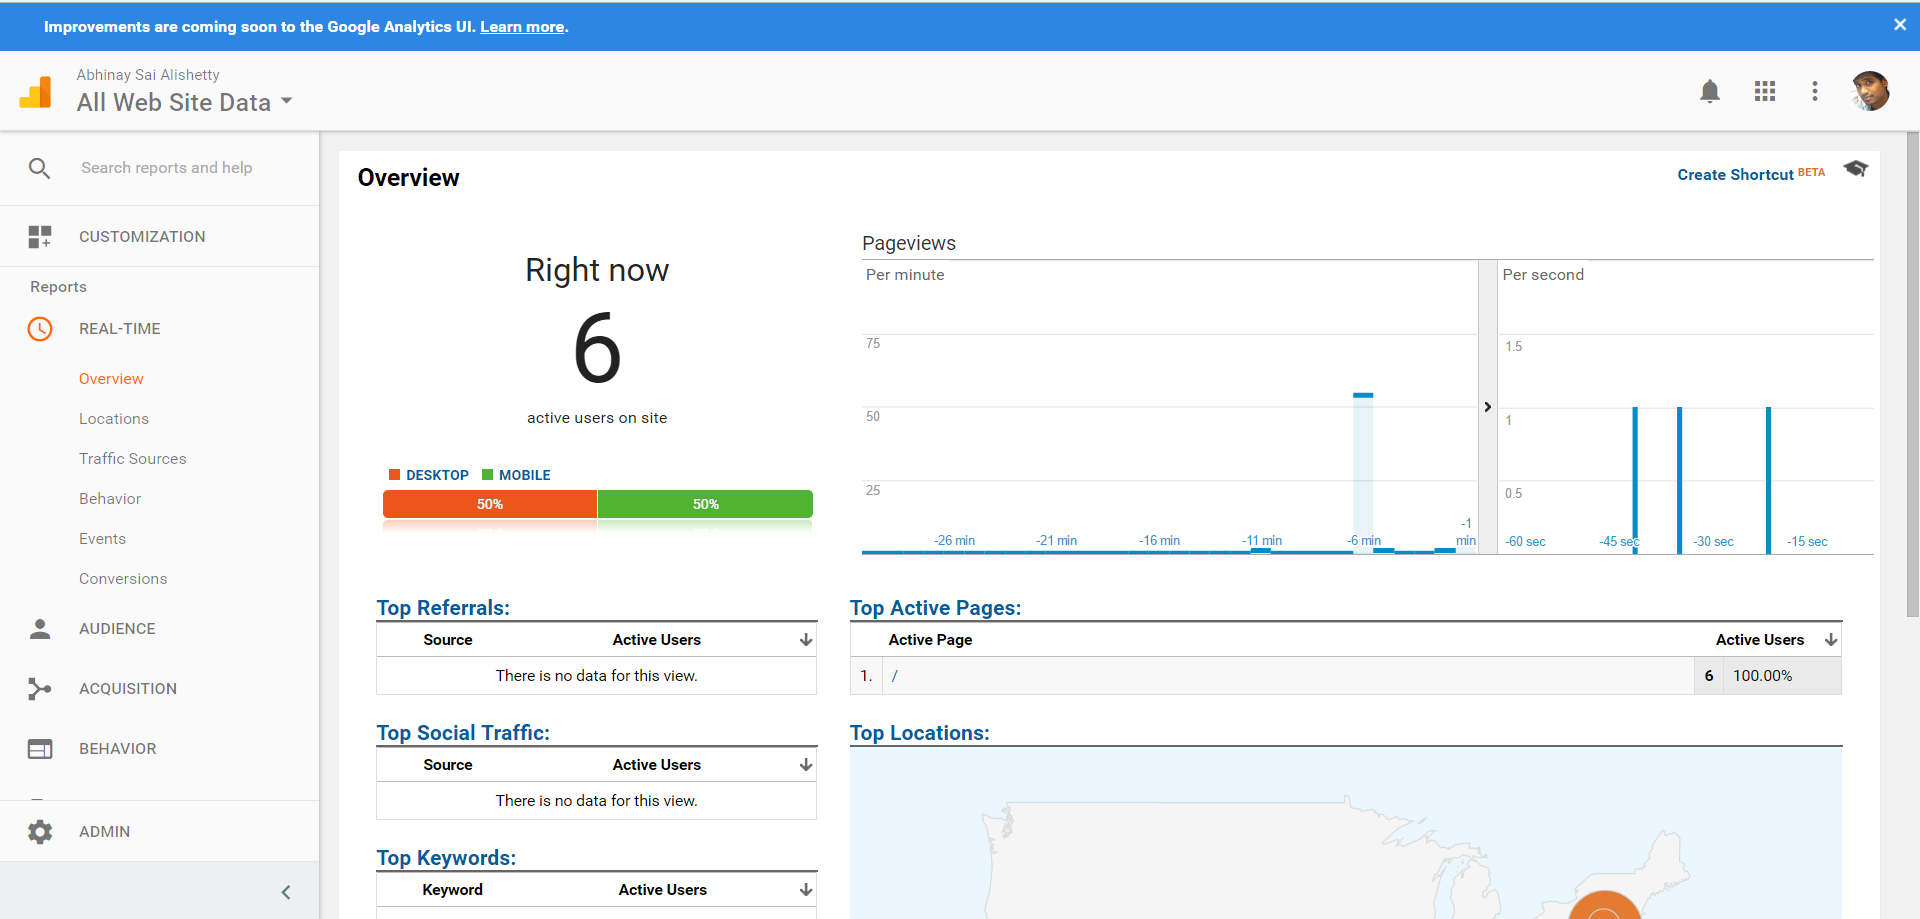 Improvements are coming soon to the Google Analytics UI. Learn more.
Abhinay Sai Alishetty
All Web Site Data
Search reports and help
CUSTOMIZATION
Reports
REAL-TIME
Overview
Locations
Traffic Sources
Behavior
Events
Conversions
AUDIENCE
ACQUISITION
BEHAVIOR
ADMIN
Overview
Create Shortcut BETA
Right now
6
active users on site
DESKTOP MOBILE
50% 50%
Pageviews
Per minute
75
50
25
-26 min -21 min -16 min -11 min -6 min -1 min
Per second
1.5
1
0.5
-60 sec -45 sec -30 sec -15 sec
Top Referrals:
Source Active Users
There is no data for this view.
Top Active Pages:
Active Page Active Users
1. / 6 100.00%
Top Social Traffic:
Source Active Users
There is no data for this view.
Top Locations:
Top Keywords:
Keyword Active Users